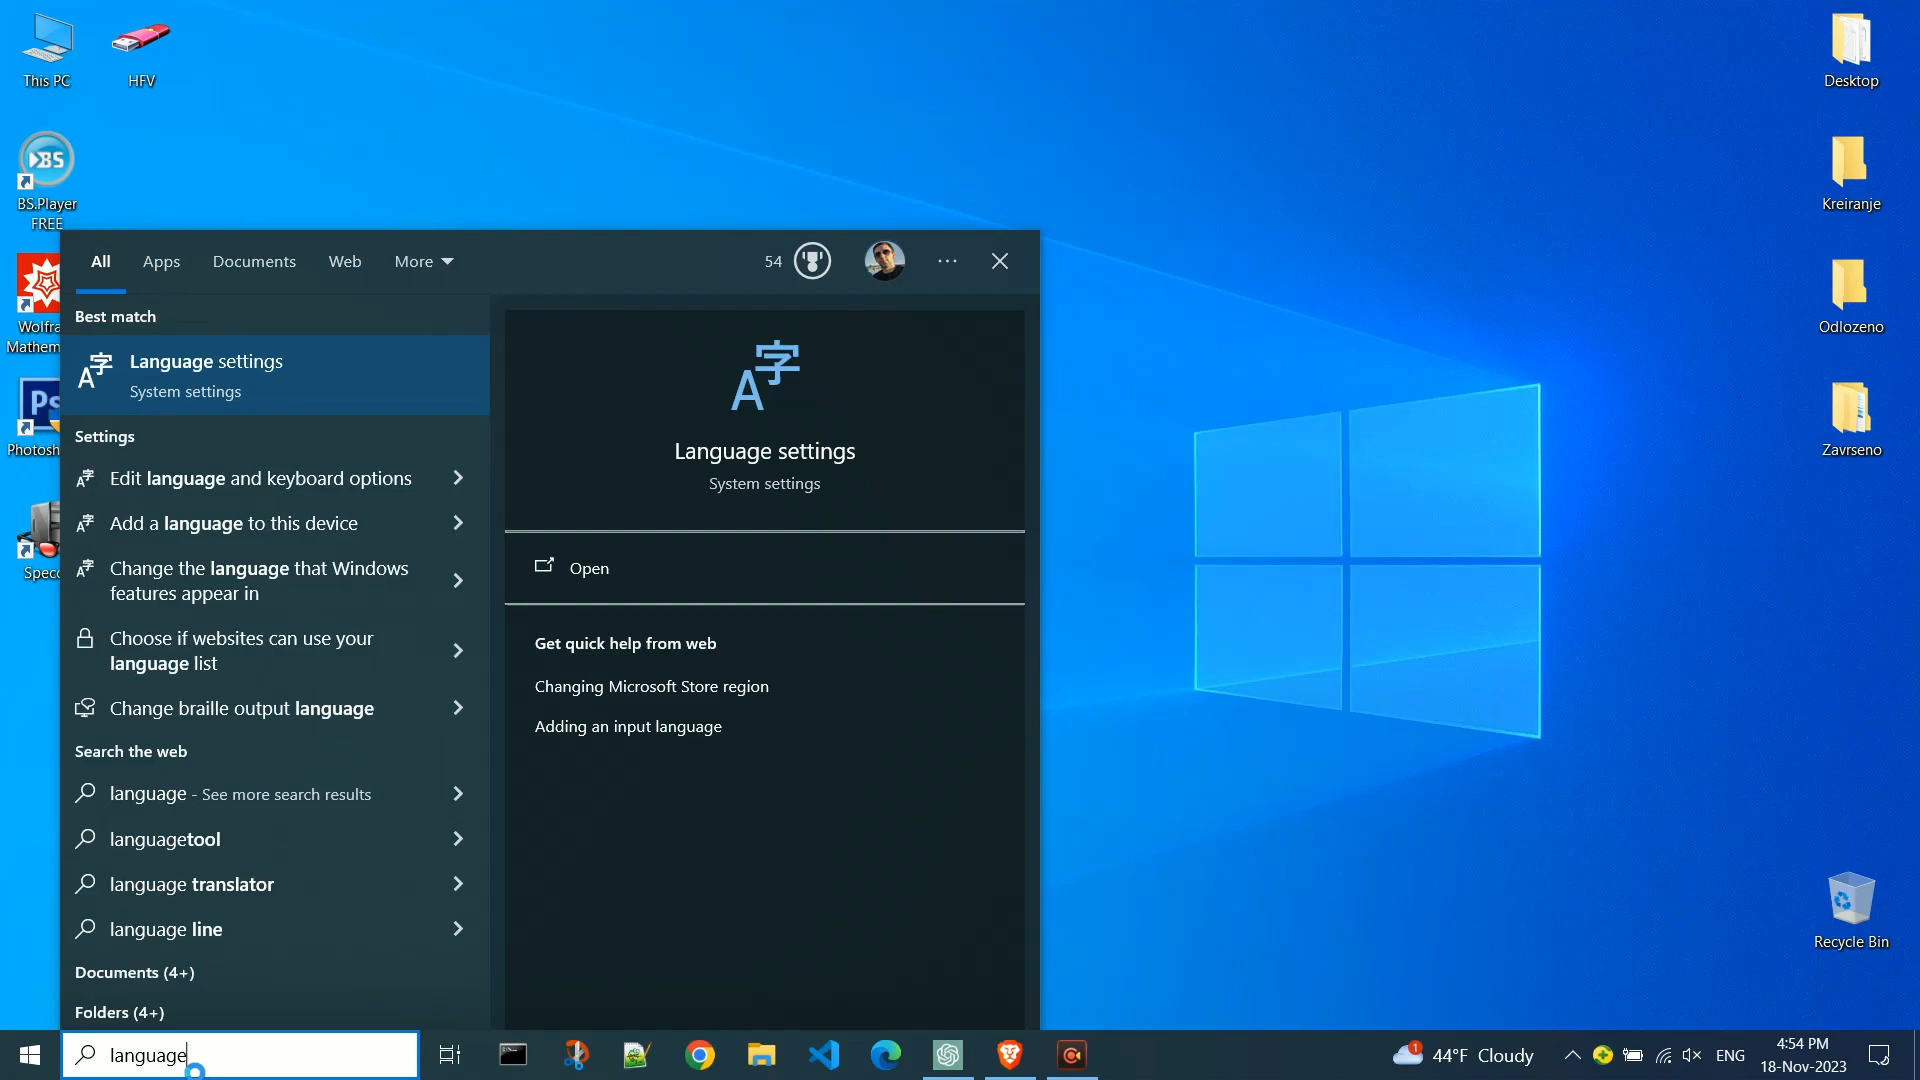 This PC
HFV
BS.Player
FREE
Wolfra
Mathem
Ps
Photosh
Specc
Desktop
Kreiranje
Odlozeno
Zavrseno
Recycle Bin
All Apps Documents Web More
54
Best match
Language settings
System settings
Settings
Edit language and keyboard options
Add a language to this device
Change the language that Windows
features appear in
Choose if websites can use your
language list
Change braille output language
Search the web
language - See more search results
languagetool
language translator
language line
Documents (4+)
Folders (4+)
Language settings
System settings
Open
Get quick help from web
Changing Microsoft Store region
Adding an input language
language
1
44°F Cloudy
ENG
4:54 PM
18-Nov-2023